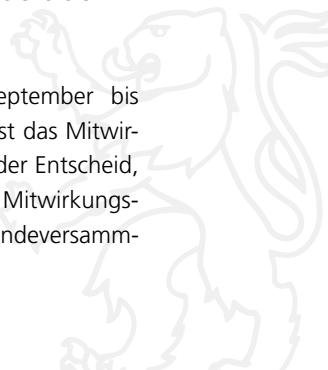 eptember bis
st das Mitwir-
der Entscheid,
Mitwirkungs-
ndeversamm-